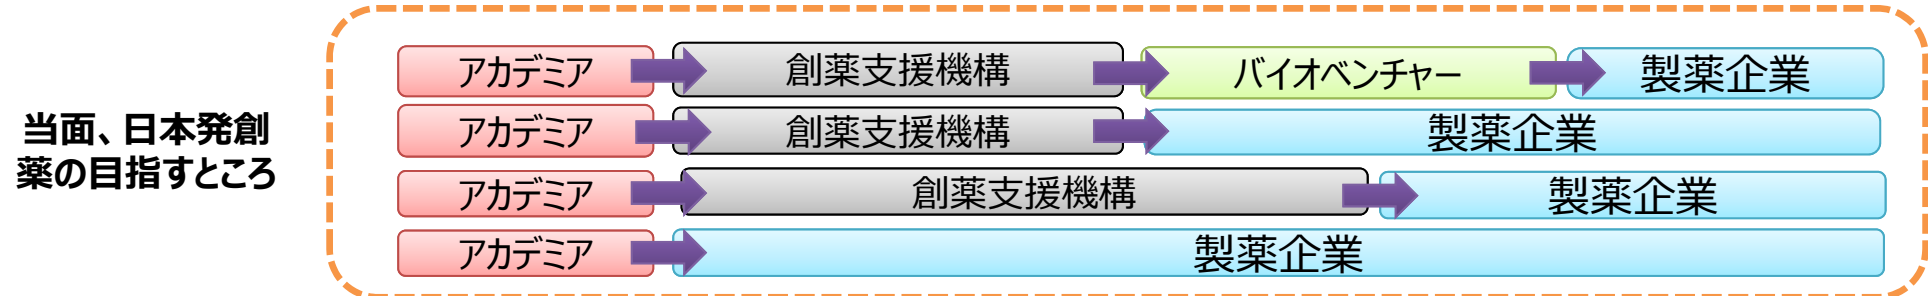 当面、日本発創
薬の目指すところ
アカデミア 創薬支援機構 バイオベンチャー 製薬企業
アカデミア 創薬支援機構 製薬企業
アカデミア 創薬支援機構 製薬企業
アカデミア 製薬企業